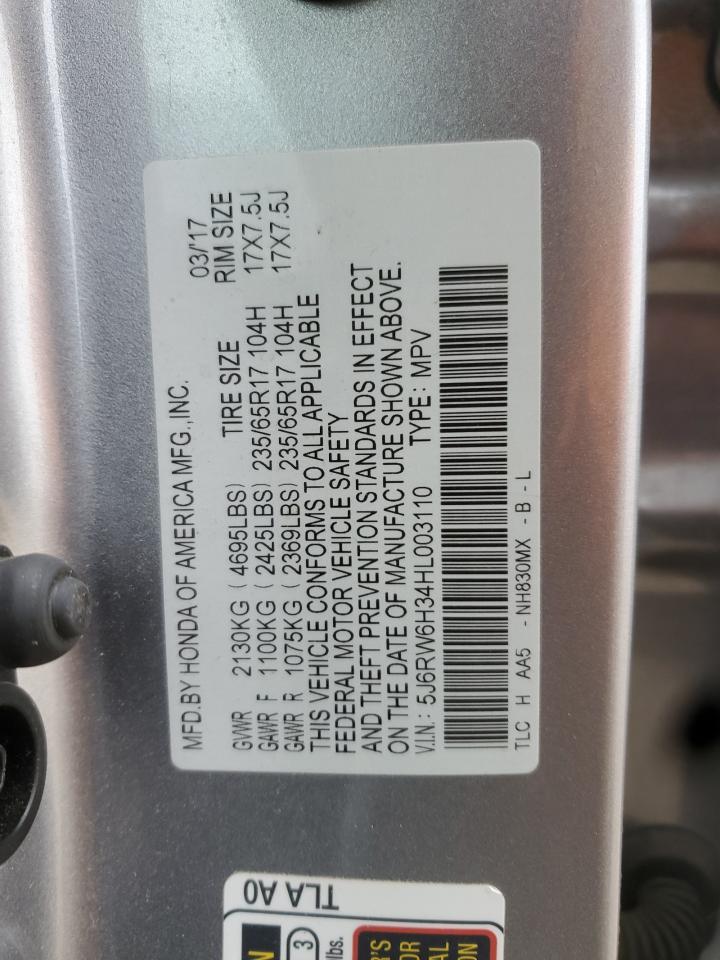 MFD.BY HONDA OF AMERICA MFG.,INC. 03/'17
TIRE SIZE RIM SIZE
GVWR 2130KG ( 4695LBS)
GAWR F 1100KG ( 2425LBS) 235/65R17 104H 17X7.5J
GAWR R 1075KG ( 2369LBS) 235/65R17 104H 17X7.5J
THIS VEHICLE CONFORMS TO ALL APPLICABLE
FEDERAL MOTOR VEHICLE SAFETY
AND THEFT PREVENTION STANDARDS IN EFFECT
ON THE DATE OF MANUFACTURE SHOWN ABOVE.
V.I.N.: 5J6RW6H34HL003110 TYPE: MPV
TLC H AA5 - NH830MX - B - L
TLA A0
3
lbs.